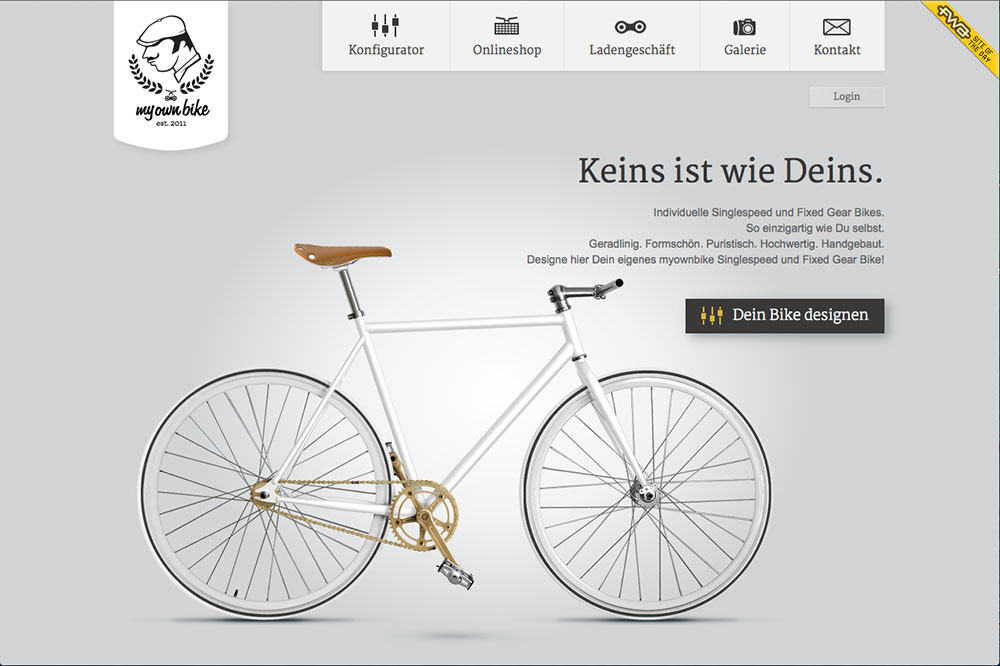 myownbike
est. 2011
Konfigurator
Onlineshop
Ladengeschäft
Galerie
Kontakt
FWA SITE OF
THE DAY
Login
Keins ist wie Deins.
Individuelle Singlespeed und Fixed Gear Bikes.
So einzigartig wie Du selbst.
Geradlinig. Formschön. Puristisch. Hochwertig. Handgebaut.
Designe hier Dein eigenes myownbike Singlespeed und Fixed Gear Bike!
Dein Bike designen